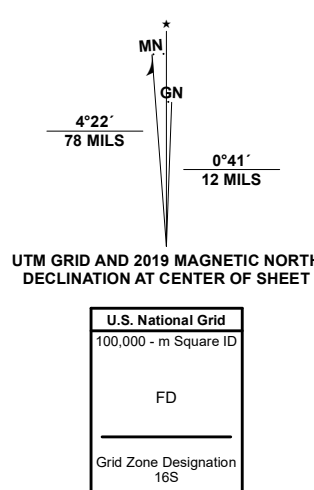 MN
GN
4°22´
78 MILS
0°41´
12 MILS
UTM GRID AND 2019 MAGNETIC NORTH
DECLINATION AT CENTER OF SHEET
U.S. National Grid
100,000 - m Square ID
FD
Grid Zone Designation
16S